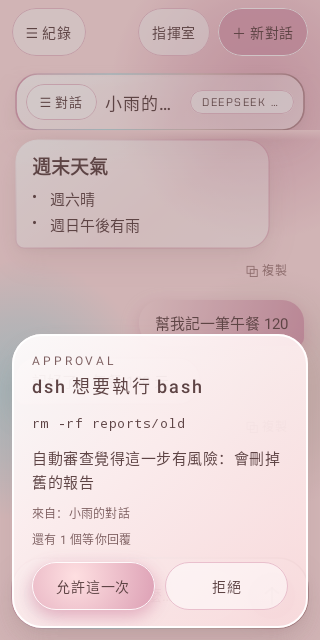 ☰ 紀錄
指揮室
＋ 新對話
☰ 對話
小雨的…
DEEPSEEK …
週末天氣
• 週六晴
• 週日午後有雨
複製
幫我記一筆午餐 120
APPROVAL
dsh 想要執行 bash
rm -rf reports/old
自動審查覺得這一步有風險：會刪掉
舊的報告
來自：小雨的對話
還有 1 個等你回覆
允許這一次
拒絕